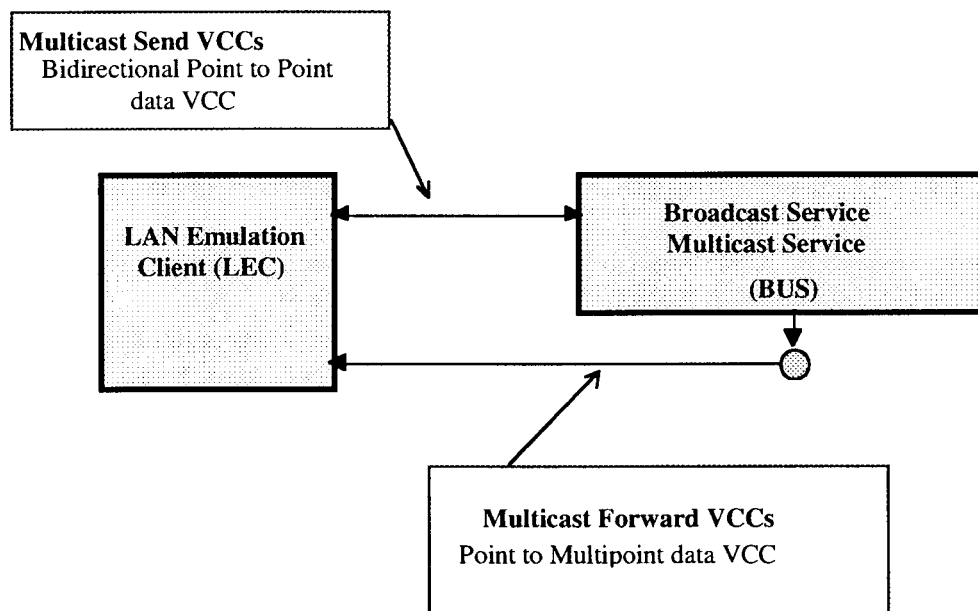 Multicast Send VCCs
Bidirectional Point to Point
data VCC
LAN Emulation
Client (LEC)
Broadcast Service
Multicast Service
(BUS)
Multicast Forward VCCs
Point to Multipoint data VCC